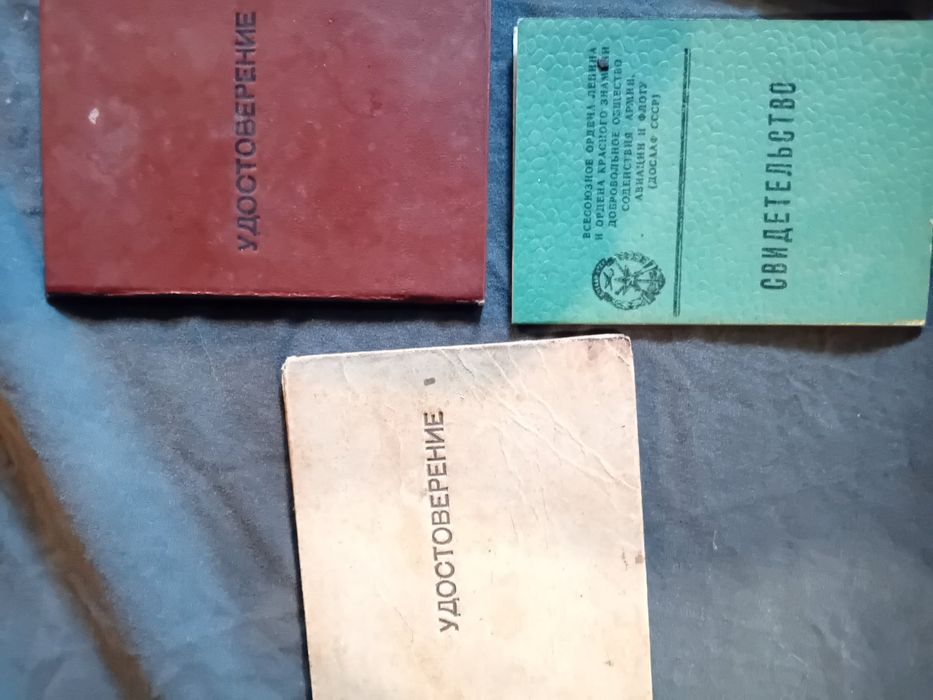 УДОСТОВЕРЕНИЕ
ВСЕСОЮЗНОЕ ОРДЕНА ЛЕНИНА
И ОРДЕНА КРАСНОГО ЗНАМЕНИ
ДОБРОВОЛЬНОЕ ОБЩЕСТВО
СОДЕЙСТВИЯ АРМИИ,
АВИАЦИИ И ФЛОТУ
(ДОСААФ СССР)
СВИДЕТЕЛЬСТВО
УДОСТОВЕРЕНИЕ